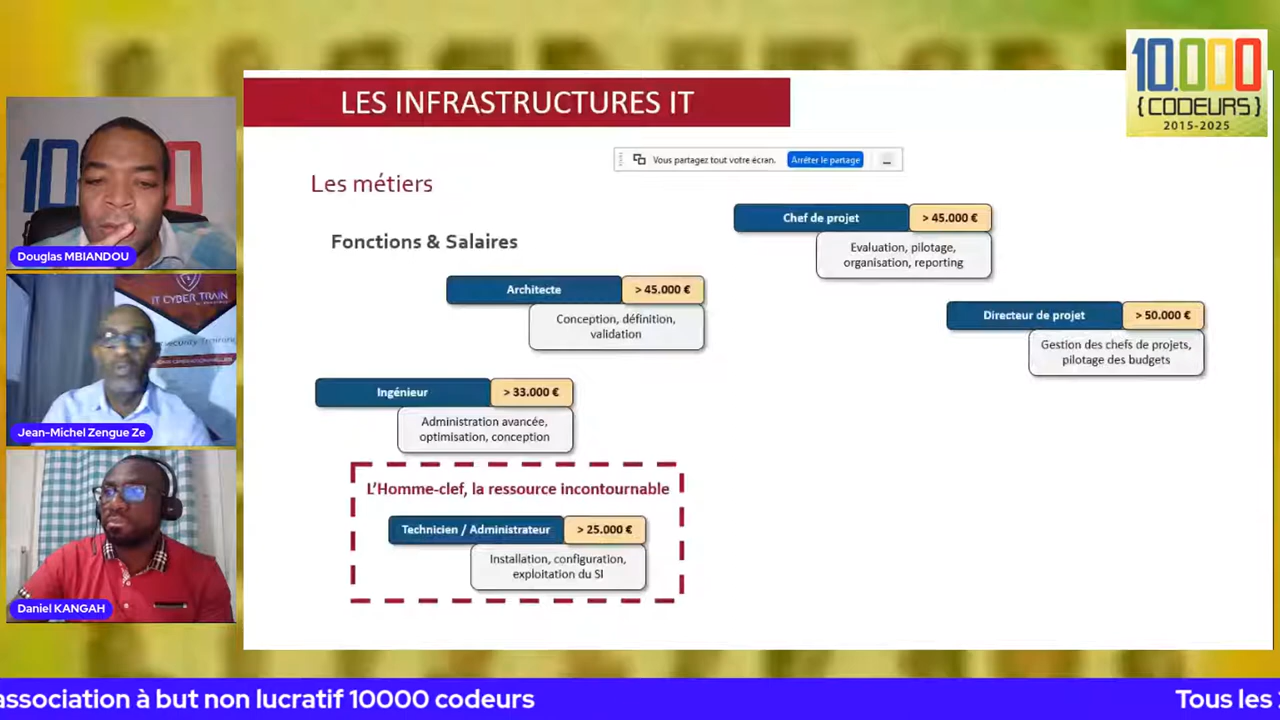 10.000
{CODEURS}
2015-2025
LES INFRASTRUCTURES IT
Vous partagez tout votre écran.
Arrêter le partage
Les métiers
Fonctions & Salaires
Chef de projet
> 45.000 €
Evaluation, pilotage,
organisation, reporting
Architecte
> 45.000 €
Conception, définition,
validation
Directeur de projet
> 50.000 €
Gestion des chefs de projets,
pilotage des budgets
Ingénieur
> 33.000 €
Administration avancée,
optimisation, conception
L'Homme-clef, la ressource incontournable
Technicien / Administrateur
> 25.000 €
Installation, configuration,
exploitation du SI
10
Douglas MBIANDOU
IT CYBER TRAIN
Jean-Michel Zengue Ze
Daniel KANGAH
association à but non lucratif 10000 codeurs
Tous les